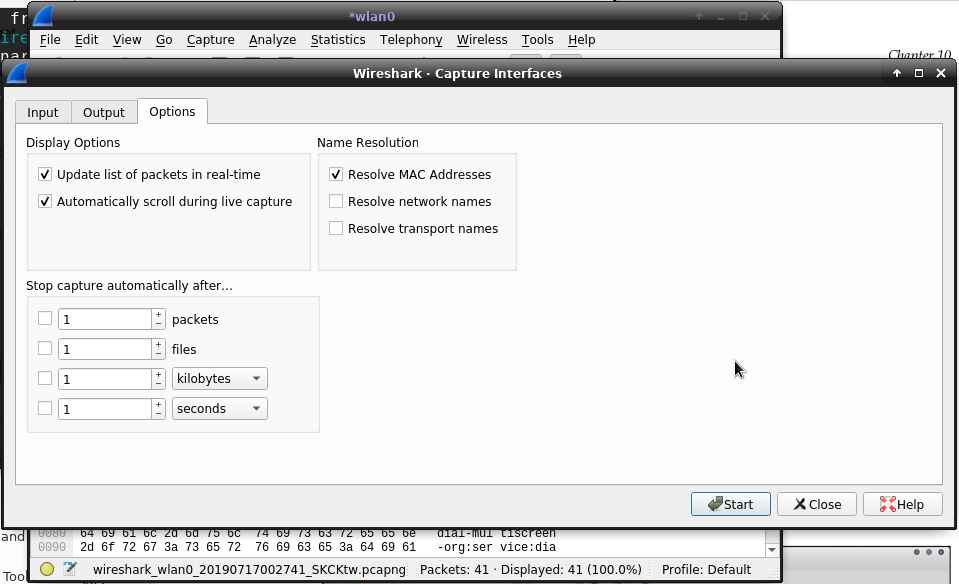 *wlan0
File Edit View Go Capture Analyze Statistics Telephony Wireless Tools Help
Chapter 10
Wireshark · Capture Interfaces
Input Output Options
Display Options
Update list of packets in real-time
Automatically scroll during live capture
Name Resolution
Resolve MAC Addresses
Resolve network names
Resolve transport names
Stop capture automatically after...
1 packets
1 files
1 kilobytes
1 seconds
Start Close Help
0080 64 69 61 6c 2d 6d 75 6c 74 69 73 63 72 65 65 6e dial-mul tiscreen
0090 2d 6f 72 67 3a 73 65 72 76 69 63 65 3a 64 69 61 -org:ser vice:dia
and
wireshark_wlan0_20190717002741_SKCKtw.pcapng Packets: 41 · Displayed: 41 (100.0%) Profile: Default
Tool